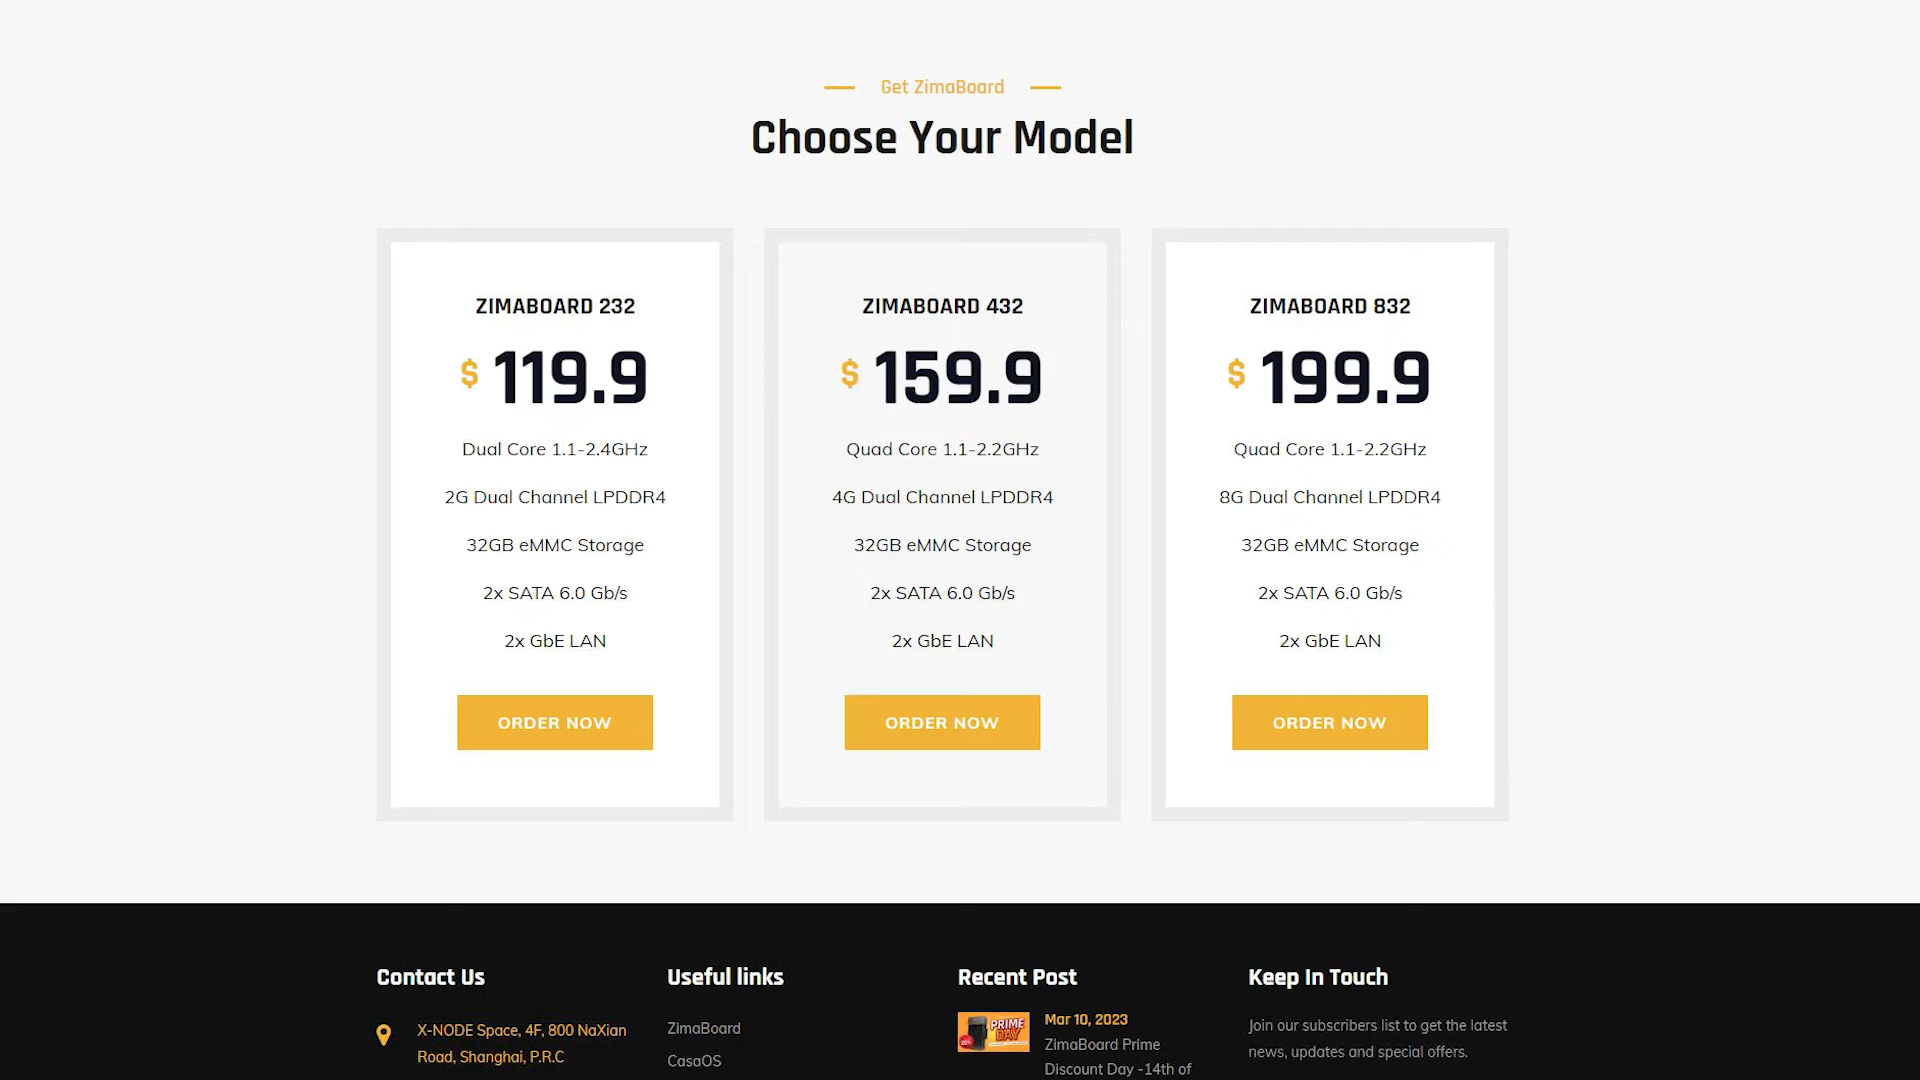 Get ZimaBoard
Choose Your Model
ZIMABOARD 232
$ 119.9
Dual Core 1.1-2.4GHz
2G Dual Channel LPDDR4
32GB eMMC Storage
2x SATA 6.0 Gb/s
2x GbE LAN
ORDER NOW
ZIMABOARD 432
$ 159.9
Quad Core 1.1-2.2GHz
4G Dual Channel LPDDR4
32GB eMMC Storage
2x SATA 6.0 Gb/s
2x GbE LAN
ORDER NOW
ZIMABOARD 832
$ 199.9
Quad Core 1.1-2.2GHz
8G Dual Channel LPDDR4
32GB eMMC Storage
2x SATA 6.0 Gb/s
2x GbE LAN
ORDER NOW
Contact Us
X-NODE Space, 4F, 800 NaXian
Road, Shanghai, P.R.C
Useful links
ZimaBoard
CasaOS
Recent Post
PRIME
DAY
Mar 10, 2023
ZimaBoard Prime
Discount Day -14th of
Keep In Touch
Join our subscribers list to get the latest
news, updates and special offers.